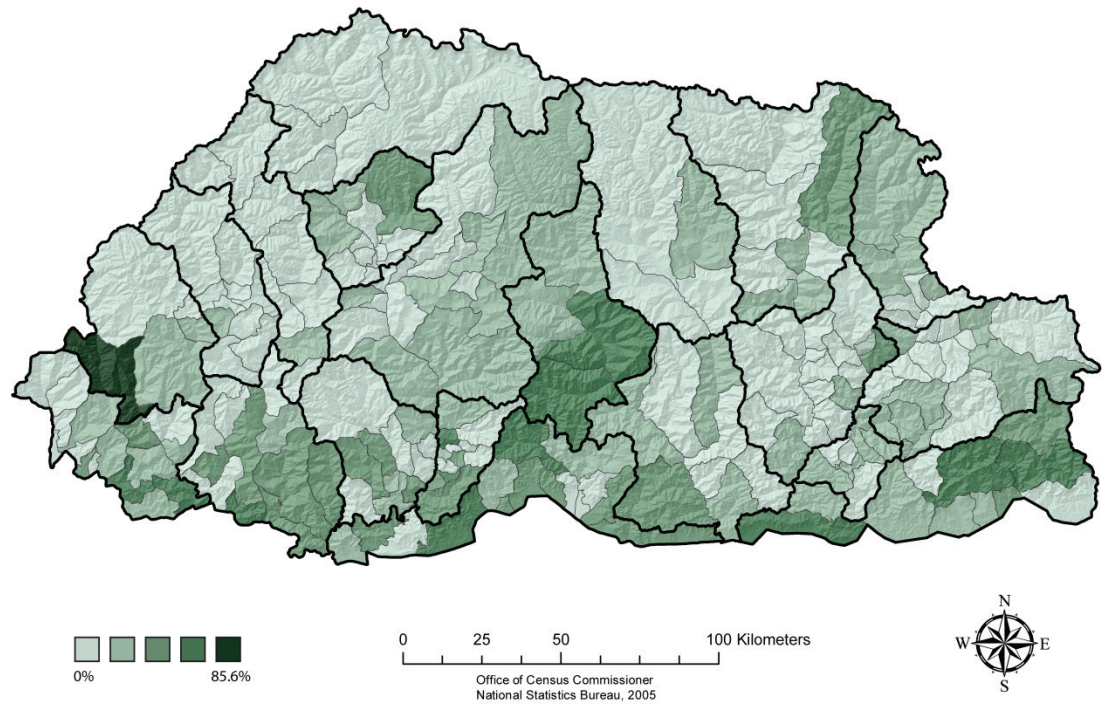 0%
85.6%
0 25 50 100 Kilometers
Office of Census Commissioner
National Statistics Bureau, 2005
N
W E
S